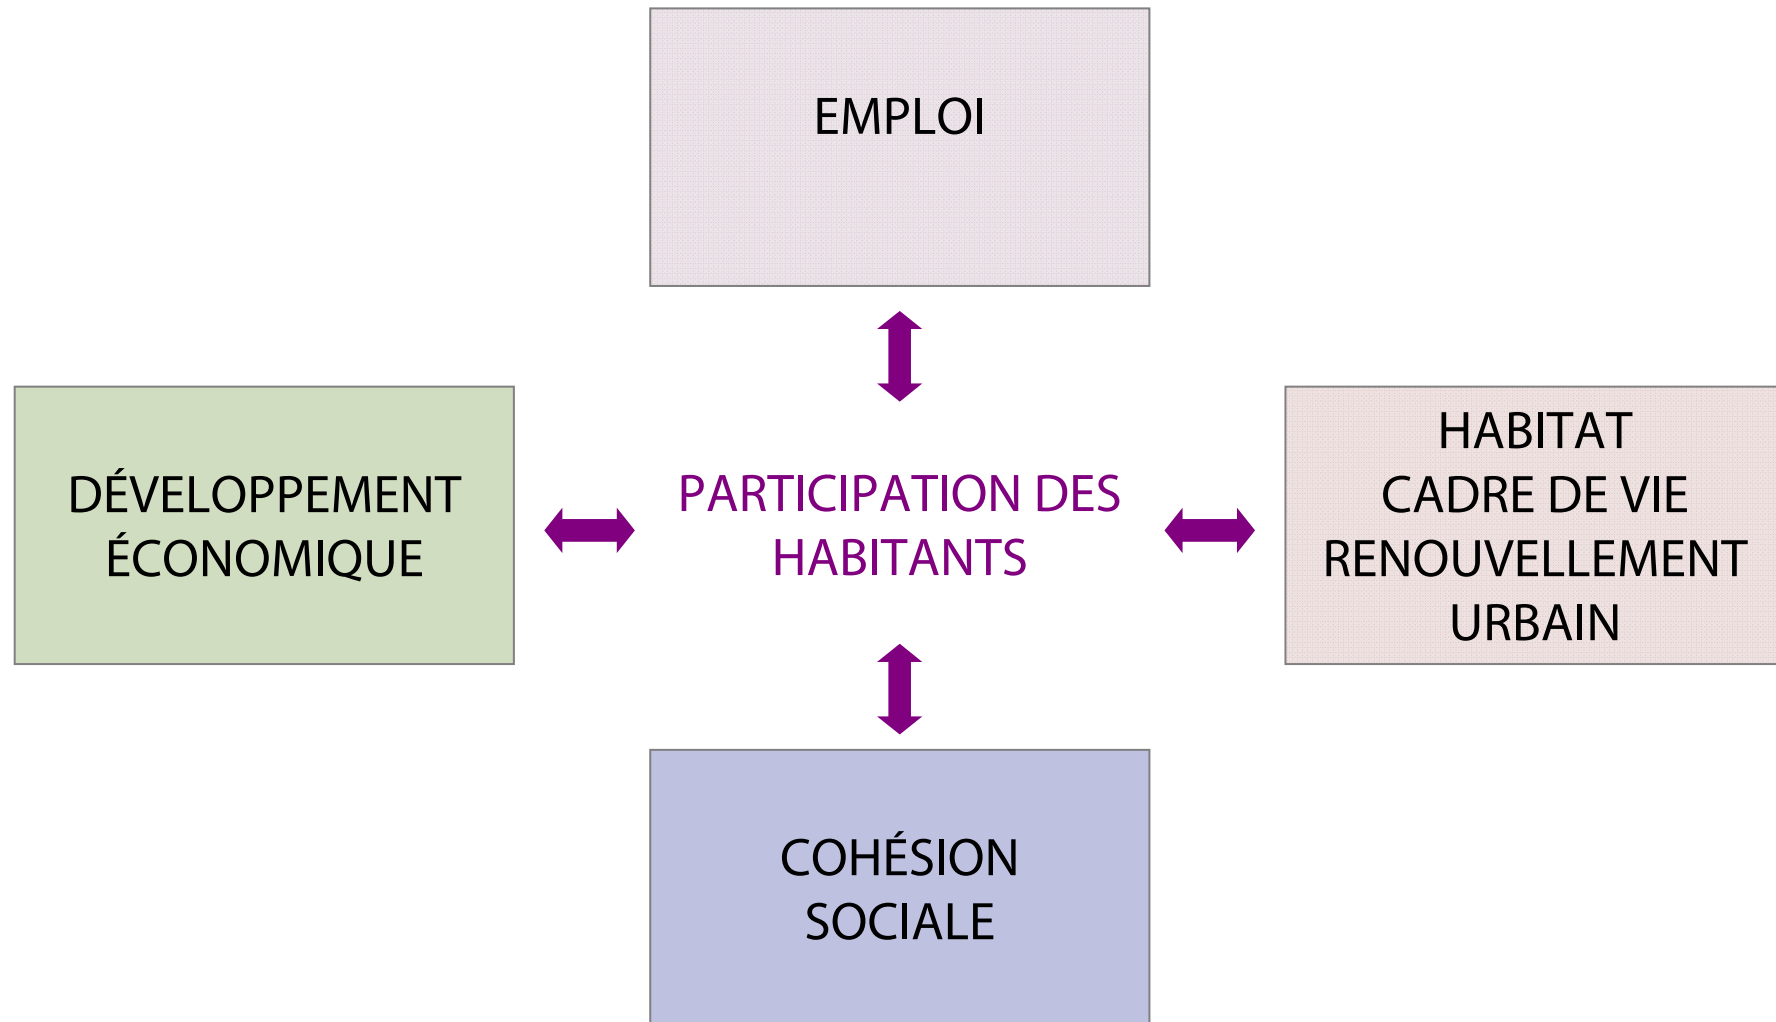 EMPLOI
DÉVELOPPEMENT
ÉCONOMIQUE
PARTICIPATION DES
HABITANTS
HABITAT
CADRE DE VIE
RENOUVELLEMENT
URBAIN
COHÉSION
SOCIALE